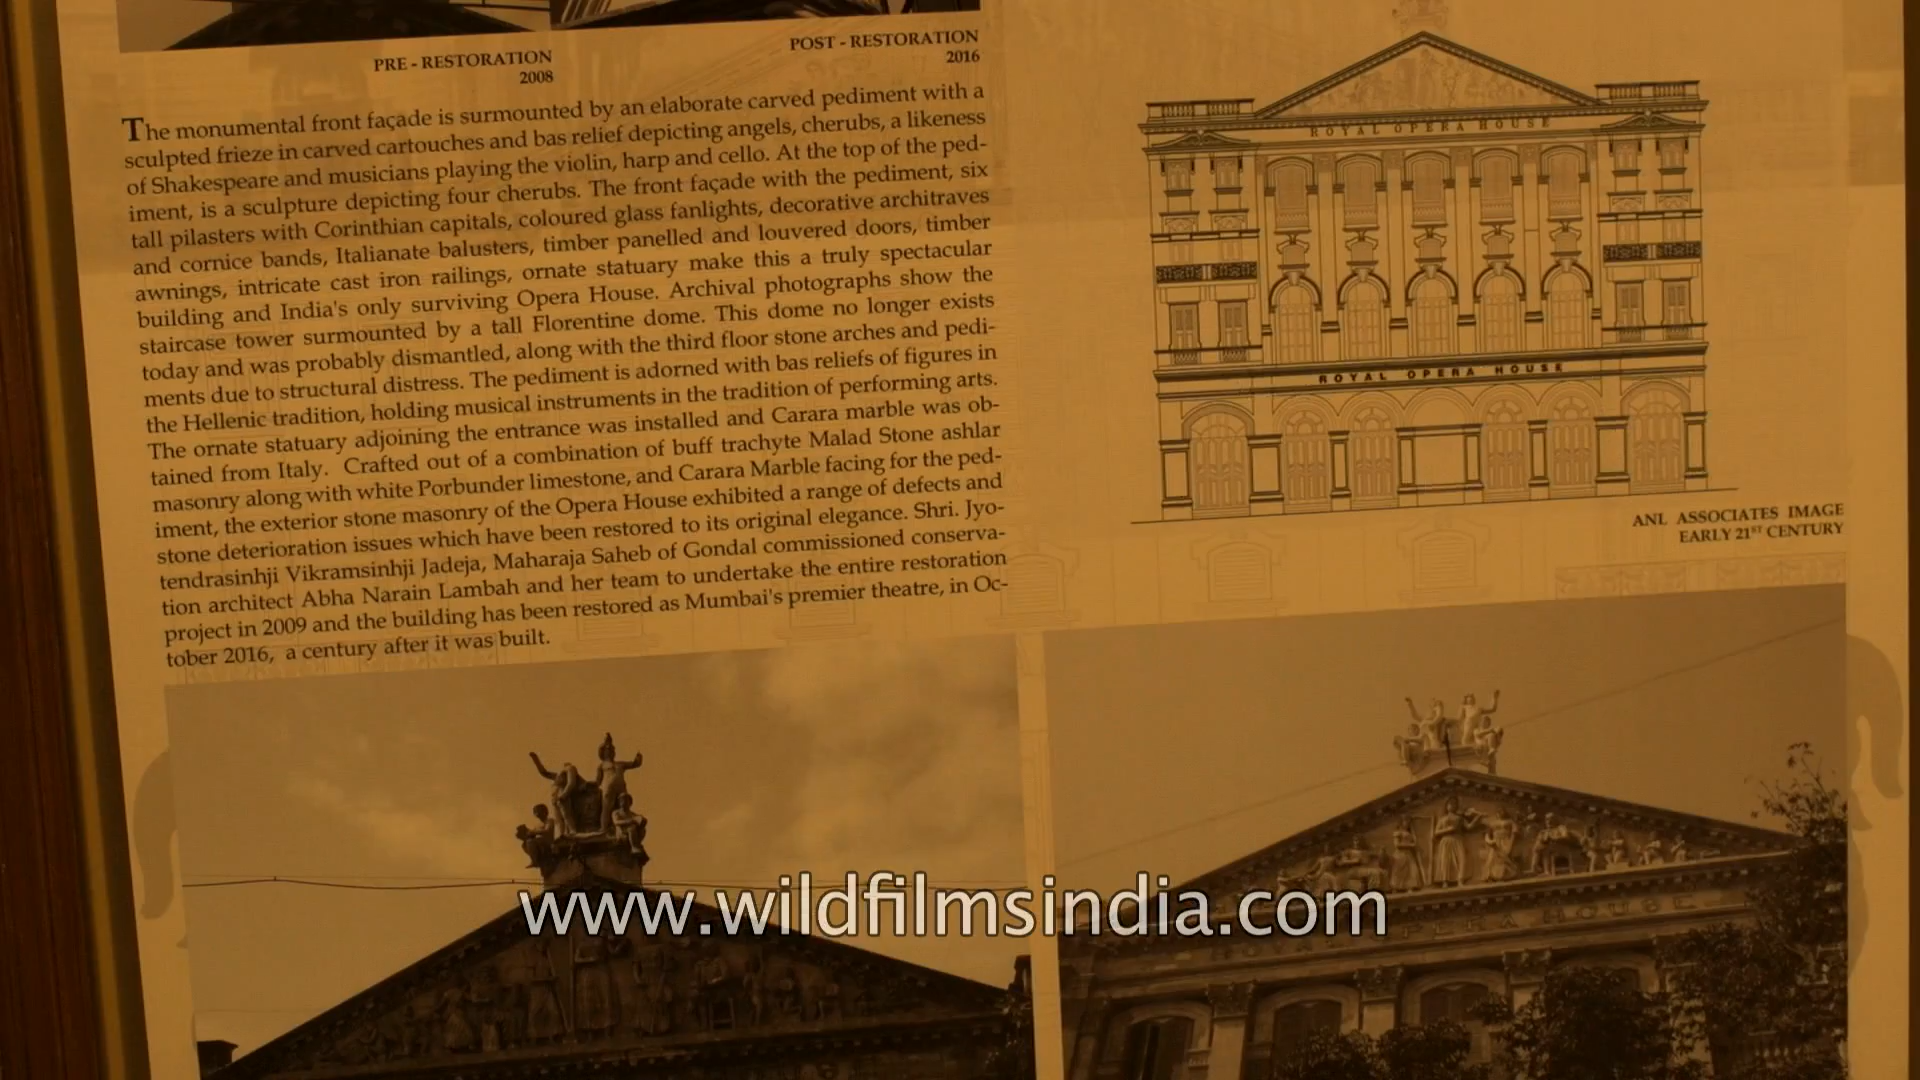 PRE - RESTORATION
2008
POST - RESTORATION
2016
The monumental front façade is surmounted by an elaborate carved pediment with a
sculpted frieze in carved cartouches and bas relief depicting angels, cherubs, a likeness
of Shakespeare and musicians playing the violin, harp and cello. At the top of the ped-
iment, is a sculpture depicting four cherubs. The front façade with the pediment, six
tall pilasters with Corinthian capitals, coloured glass fanlights, decorative architraves
and cornice bands, Italianate balusters, timber panelled and louvered doors, timber
awnings, intricate cast iron railings, ornate statuary make this a truly spectacular
building and India's only surviving Opera House. Archival photographs show the
staircase tower surmounted by a tall Florentine dome. This dome no longer exists
today and was probably dismantled, along with the third floor stone arches and pedi-
ments due to structural distress. The pediment is adorned with bas reliefs of figures in
the Hellenic tradition, holding musical instruments in the tradition of performing arts.
The ornate statuary adjoining the entrance was installed and Carara marble was ob-
tained from Italy. Crafted out of a combination of buff trachyte Malad Stone ashlar
masonry along with white Porbunder limestone, and Carara Marble facing for the ped-
iment, the exterior stone masonry of the Opera House exhibited a range of defects and
stone deterioration issues which have been restored to its original elegance. Shri. Jyo-
tendrasinhji Vikramsinhji Jadeja, Maharaja Saheb of Gondal commissioned conserva-
tion architect Abha Narain Lambah and her team to undertake the entire restoration
project in 2009 and the building has been restored as Mumbai's premier theatre, in Oc-
tober 2016, a century after it was built.
ROYAL OPERA HOUSE
ROYAL OPERA HOUSE
ANL ASSOCIATES IMAGE
EARLY 21ST CENTURY
www.wildfilmsindia.com
OPERA HOUSE